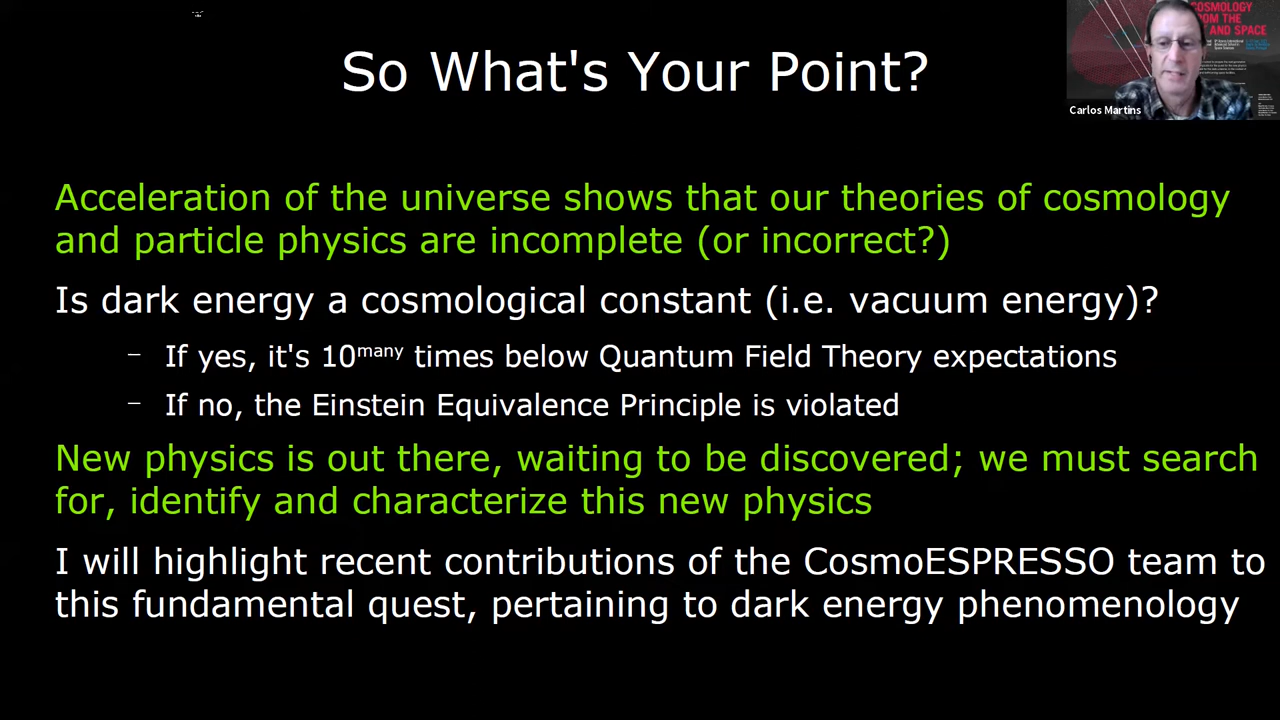 So What's Your Point?
COSMOLOGY
FROM THE
AND SPACE
Carlos Martins
Acceleration of the universe shows that our theories of cosmology
and particle physics are incomplete (or incorrect?)
Is dark energy a cosmological constant (i.e. vacuum energy)?
– If yes, it's 10^many times below Quantum Field Theory expectations
– If no, the Einstein Equivalence Principle is violated
New physics is out there, waiting to be discovered; we must search
for, identify and characterize this new physics
I will highlight recent contributions of the CosmoESPRESSO team to
this fundamental quest, pertaining to dark energy phenomenology